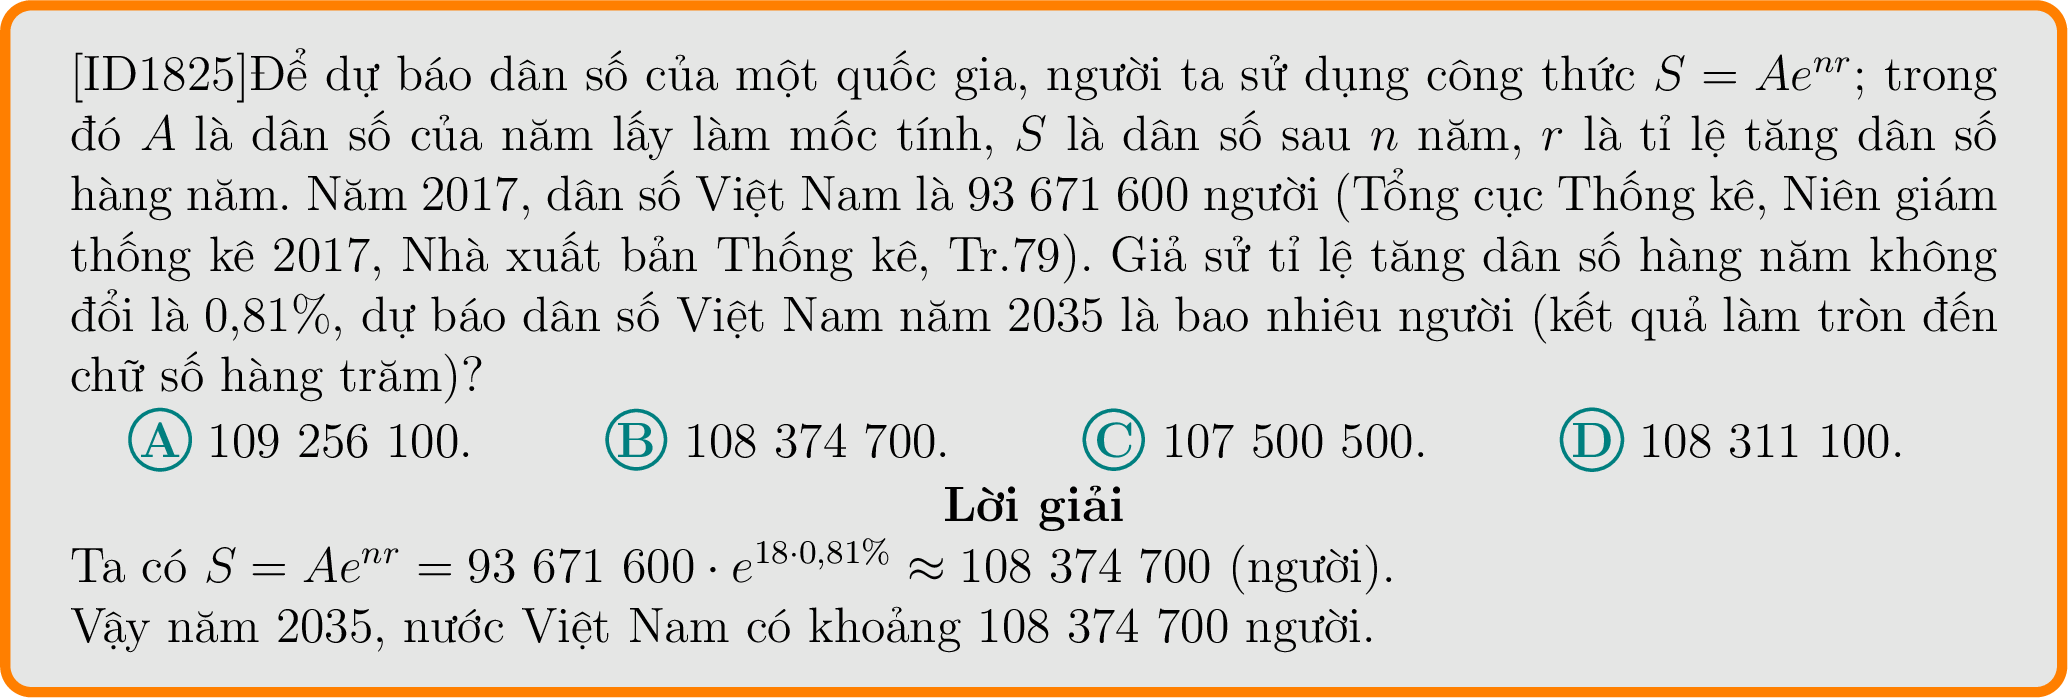 [ID1825]Để dự báo dân số của một quốc gia, người ta sử dụng công thức $S = Ae^{nr}$; trong
đó $A$ là dân số của năm lấy làm mốc tính, $S$ là dân số sau $n$ năm, $r$ là tỉ lệ tăng dân số
hàng năm. Năm 2017, dân số Việt Nam là 93 671 600 người (Tổng cục Thống kê, Niên giám
thống kê 2017, Nhà xuất bản Thống kê, Tr.79). Giả sử tỉ lệ tăng dân số hàng năm không
đổi là 0,81%, dự báo dân số Việt Nam năm 2035 là bao nhiêu người (kết quả làm tròn đến
chữ số hàng trăm)?
A 109 256 100. B 108 374 700. C 107 500 500. D 108 311 100.
Lời giải
Ta có $S = Ae^{nr} = 93 671 600 \cdot e^{18 \cdot 0,81\%} \approx 108 374 700$ (người).
Vậy năm 2035, nước Việt Nam có khoảng 108 374 700 người.